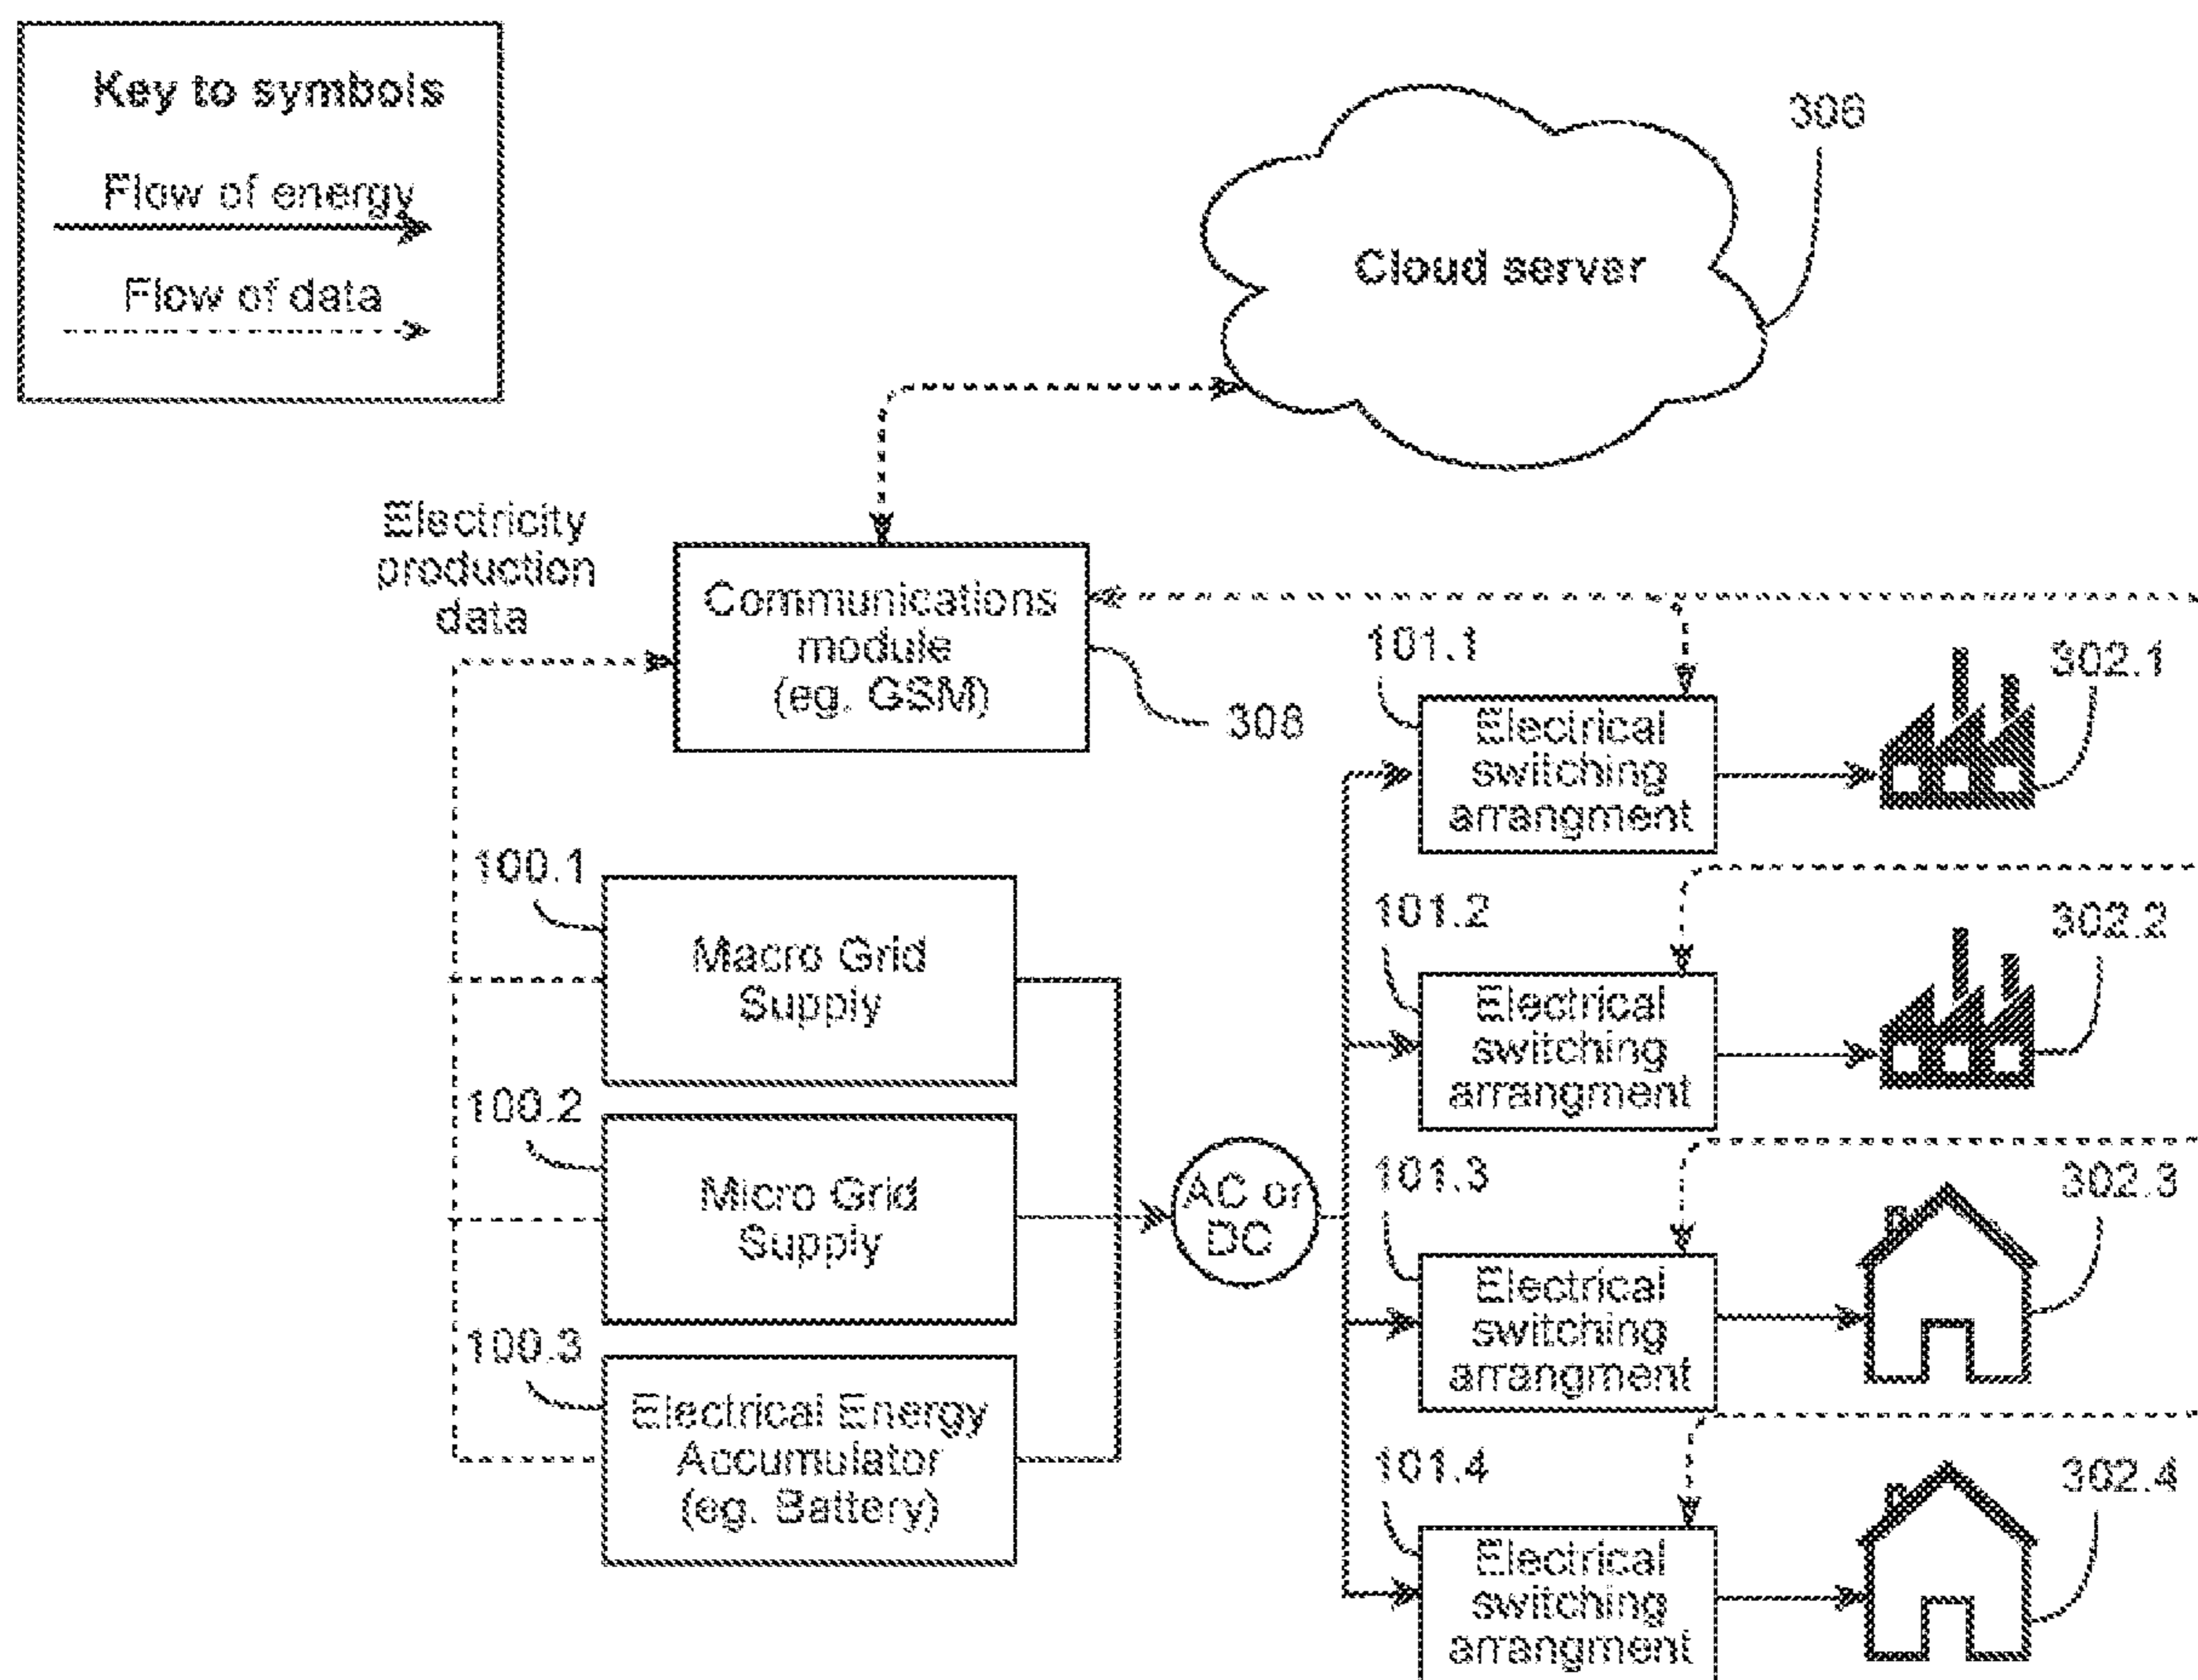 Key to symbols
Flow of energy
Flow of data
306
Cloud server
Electricity
production
data
Communications
module
(eg. GSM)
308
101.1
302.1
Electrical
switching
arrangment
100.1
Macro Grid
Supply
101.2
302.2
Electrical
switching
arrangment
100.2
Micro Grid
Supply
AC or
DC
101.3
302.3
Electrical
switching
arrangment
100.3
Electrical Energy
Accumulator
(eg. Battery)
101.4
302.4
Electrical
switching
arrangment